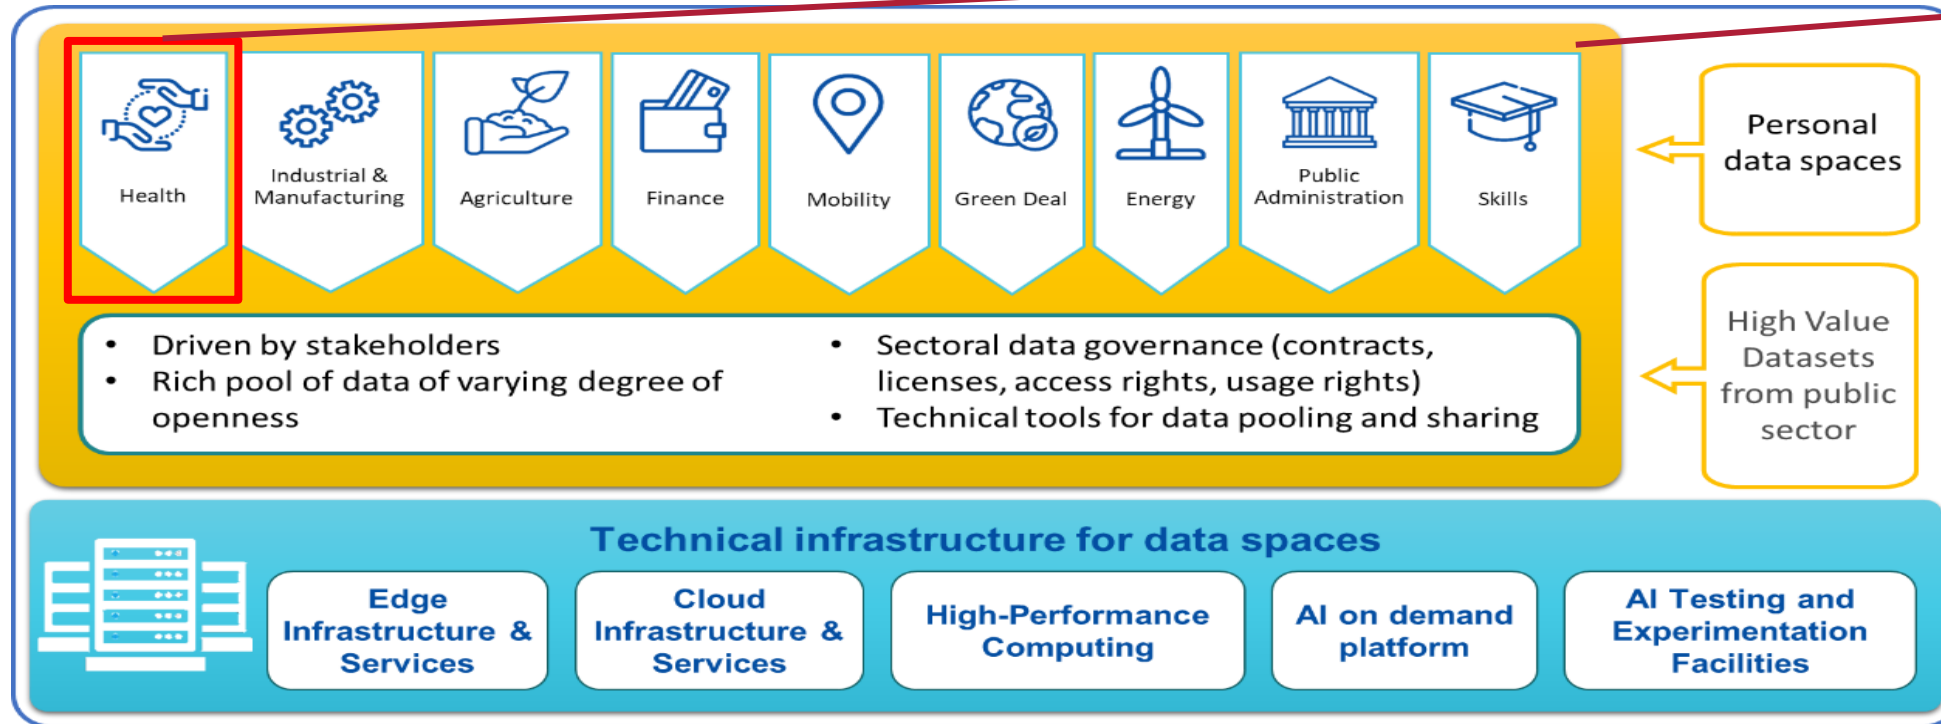 Health
Industrial &
Manufacturing
Agriculture
Finance
Mobility
Green Deal
Energy
Public
Administration
Skills
Personal
data spaces
• Driven by stakeholders
• Rich pool of data of varying degree of
openness
• Sectoral data governance (contracts,
licenses, access rights, usage rights)
• Technical tools for data pooling and sharing
High Value
Datasets
from public
sector
Technical infrastructure for data spaces
Edge
Infrastructure &
Services
Cloud
Infrastructure &
Services
High-Performance
Computing
AI on demand
platform
AI Testing and
Experimentation
Facilities